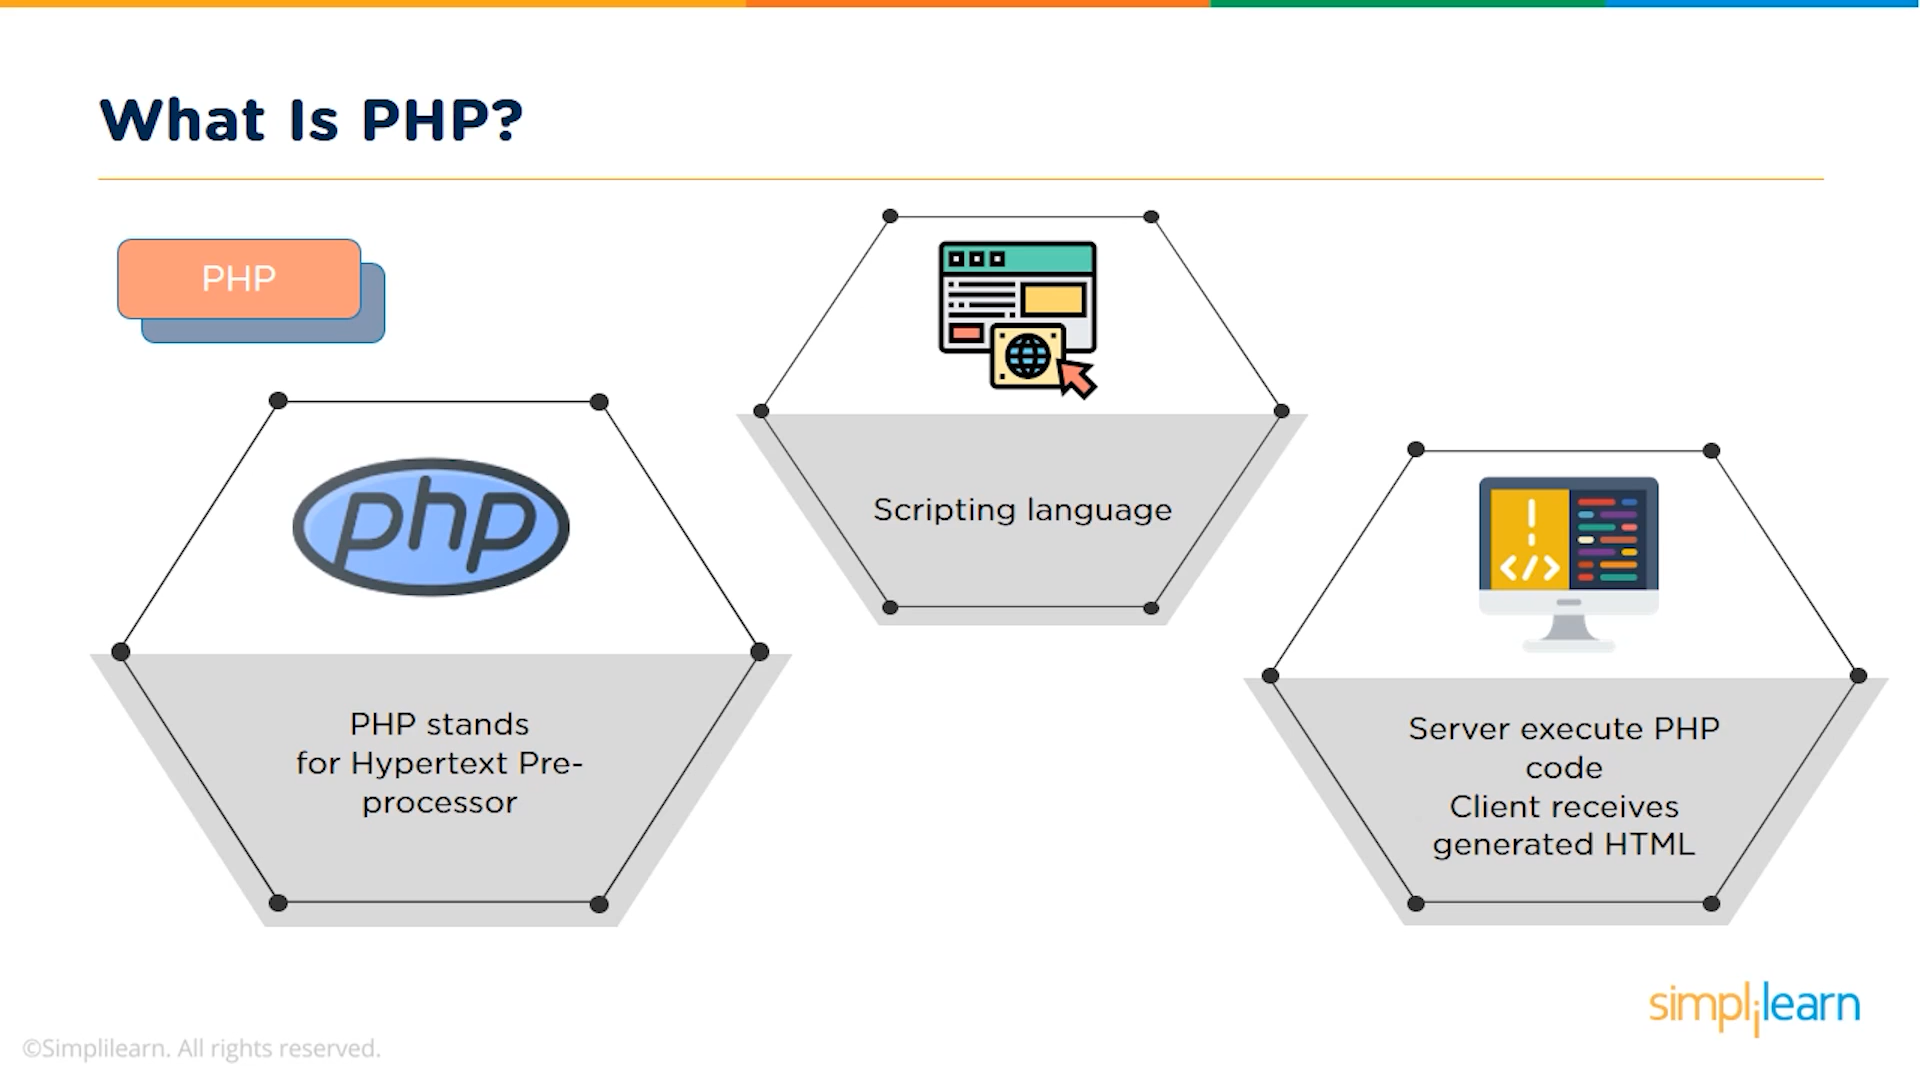 What Is PHP?
PHP
php
PHP stands
for Hypertext Pre-
processor
Scripting language
Server execute PHP
code
Client receives
generated HTML
simplilearn
©Simplilearn. All rights reserved.